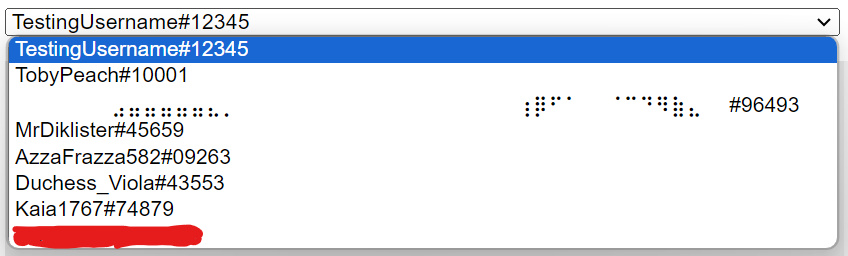 TestingUsername#12345
TestingUsername#12345
TobyPeach#10001
#96493
MrDiklister#45659
AzzaFrazza582#09263
Duchess_Viola#43553
Kaia1767#74879